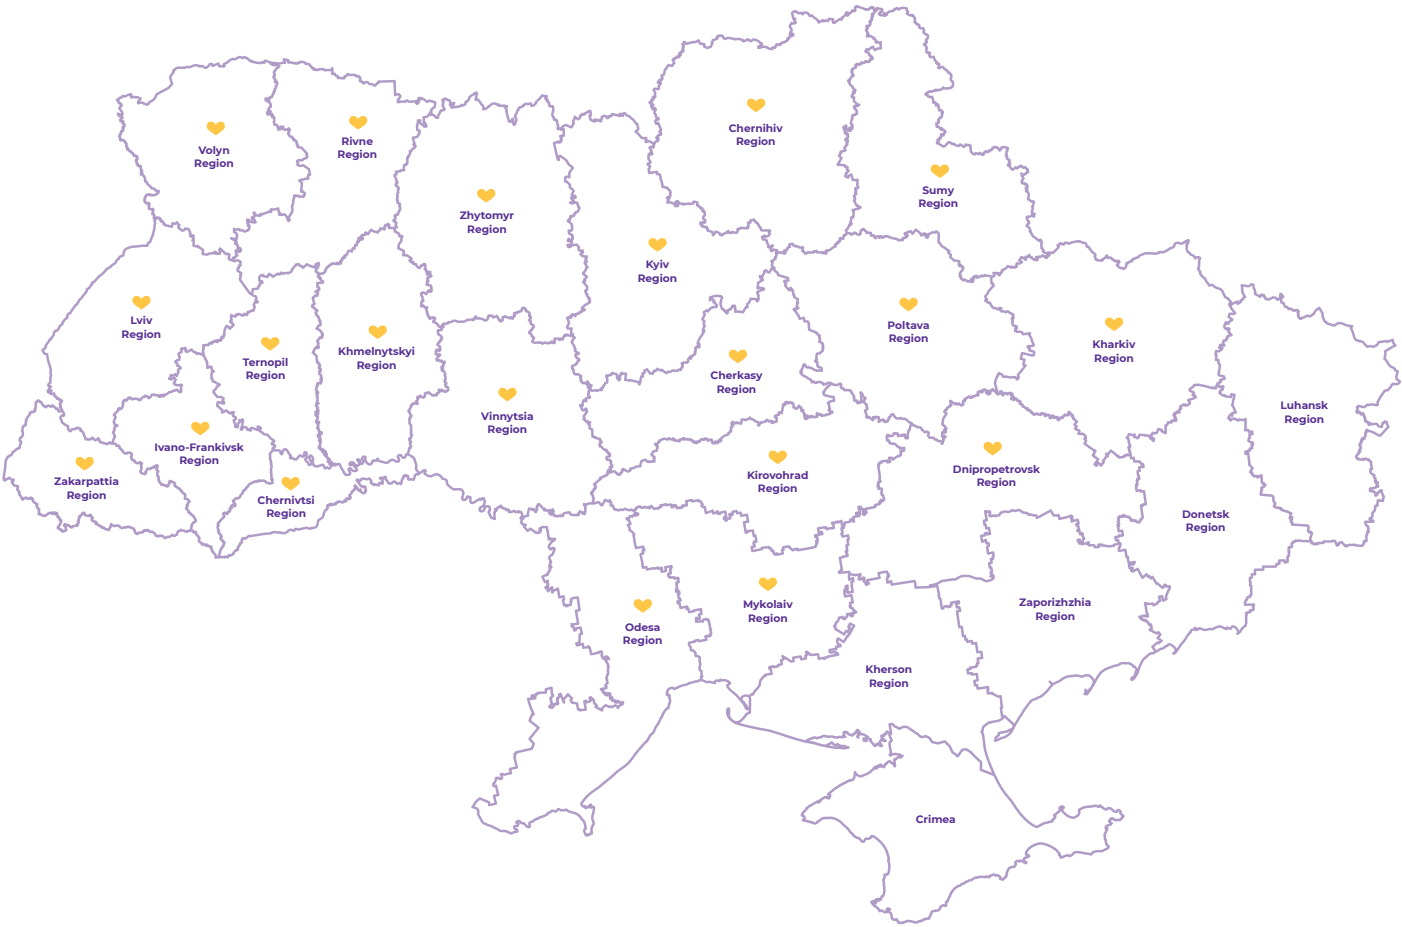 Chernihiv
Region
Volyn
Region
Rivne
Region
Sumy
Region
Zhytomyr
Region
Kyiv
Region
Lviv
Region
Poltava
Region
Kharkiv
Region
Khmelnytskyi
Region
Ternopil
Region
Cherkasy
Region
Luhansk
Region
Vinnytsia
Region
Ivano-Frankivsk
Region
Dnipropetrovsk
Region
Kirovohrad
Region
Zakarpattia
Region
Chernivtsi
Region
Donetsk
Region
Zaporizhzhia
Region
Mykolaiv
Region
Odesa
Region
Kherson
Region
Crimea